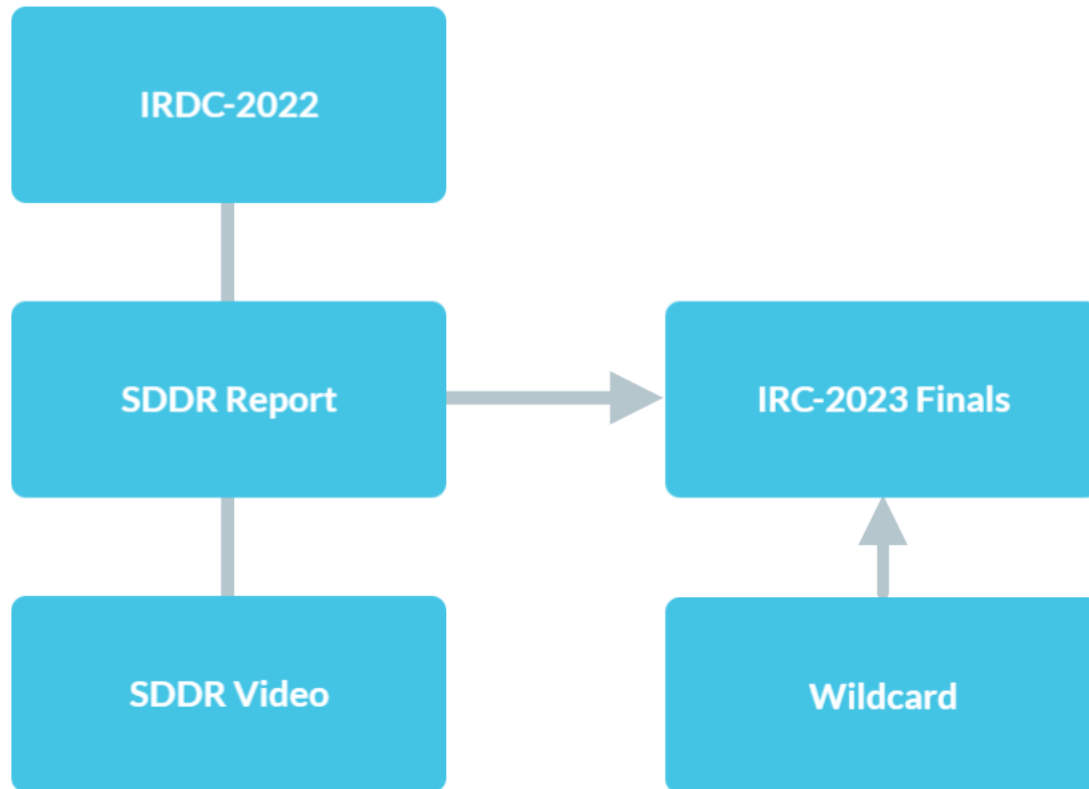 IRDC-2022
SDDR Report
IRC-2023 Finals
SDDR Video
Wildcard